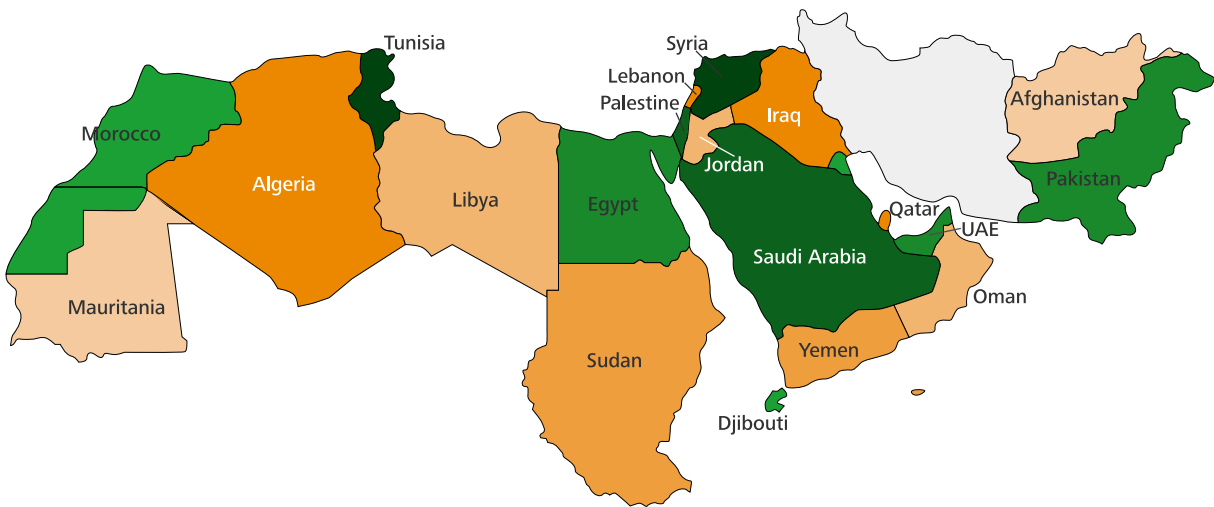 Tunisia
Syria
Lebanon
Palestine
Afghanistan
Iraq
Morocco
Jordan
Algeria
Pakistan
Libya
Egypt
Qatar
UAE
Saudi Arabia
Mauritania
Oman
Yemen
Sudan
Djibouti